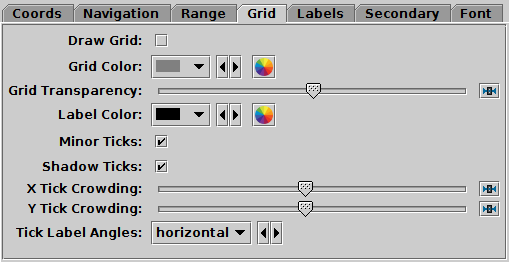 Coords Navigation Range Grid Labels Secondary Font
Draw Grid:
Grid Color:
Grid Transparency:
Label Color:
Minor Ticks:
Shadow Ticks:
X Tick Crowding:
Y Tick Crowding:
Tick Label Angles: horizontal